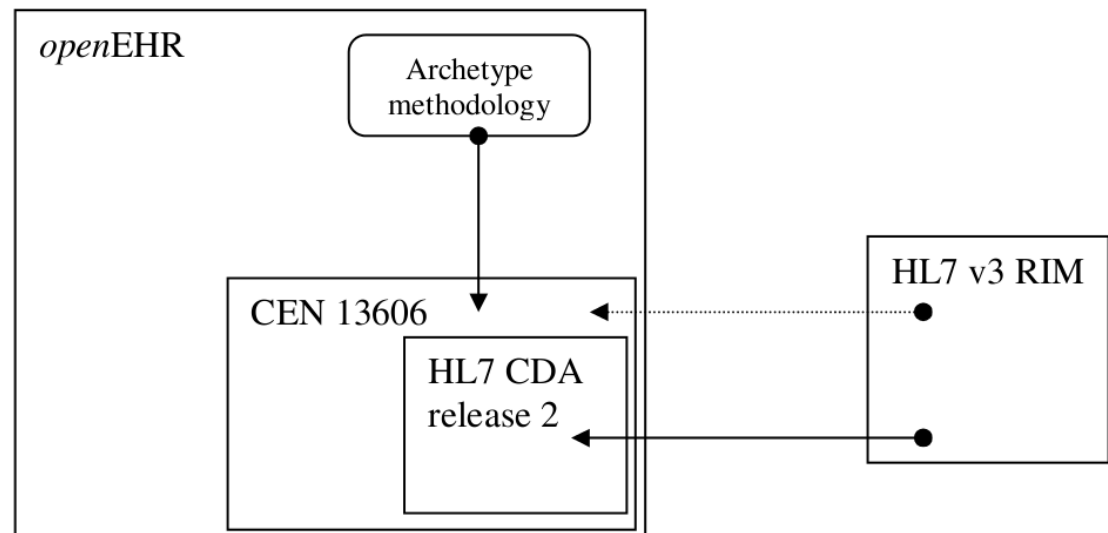 openEHR
Archetype
methodology
HL7 v3 RIM
CEN 13606
HL7 CDA
release 2